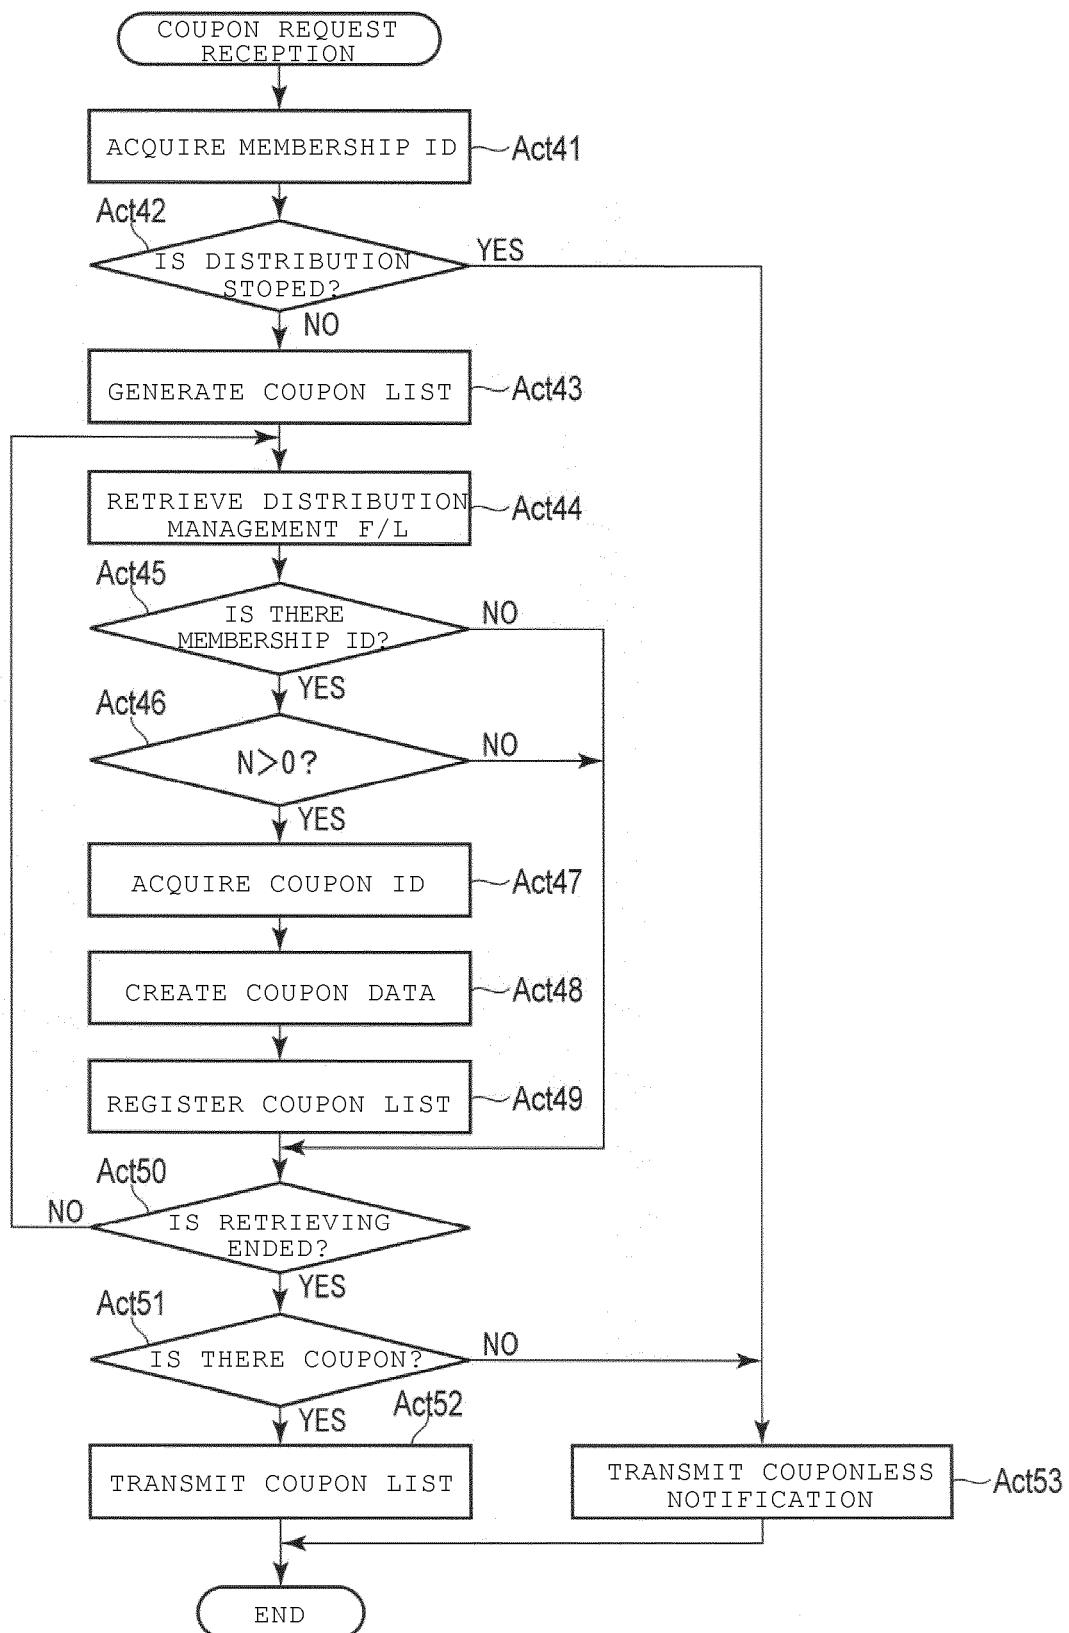 COUPON REQUEST
RECEPTION
ACQUIRE MEMBERSHIP ID
Act41
Act42
IS DISTRIBUTION
STOPED?
YES
NO
GENERATE COUPON LIST
Act43
RETRIEVE DISTRIBUTION
MANAGEMENT F/L
Act44
Act45
IS THERE
MEMBERSHIP ID?
NO
YES
Act46
N>0?
NO
YES
ACQUIRE COUPON ID
Act47
CREATE COUPON DATA
Act48
REGISTER COUPON LIST
Act49
Act50
NO
IS RETRIEVING
ENDED?
YES
Act51
IS THERE COUPON?
NO
YES
Act52
TRANSMIT COUPON LIST
TRANSMIT COUPONLESS
NOTIFICATION
Act53
END